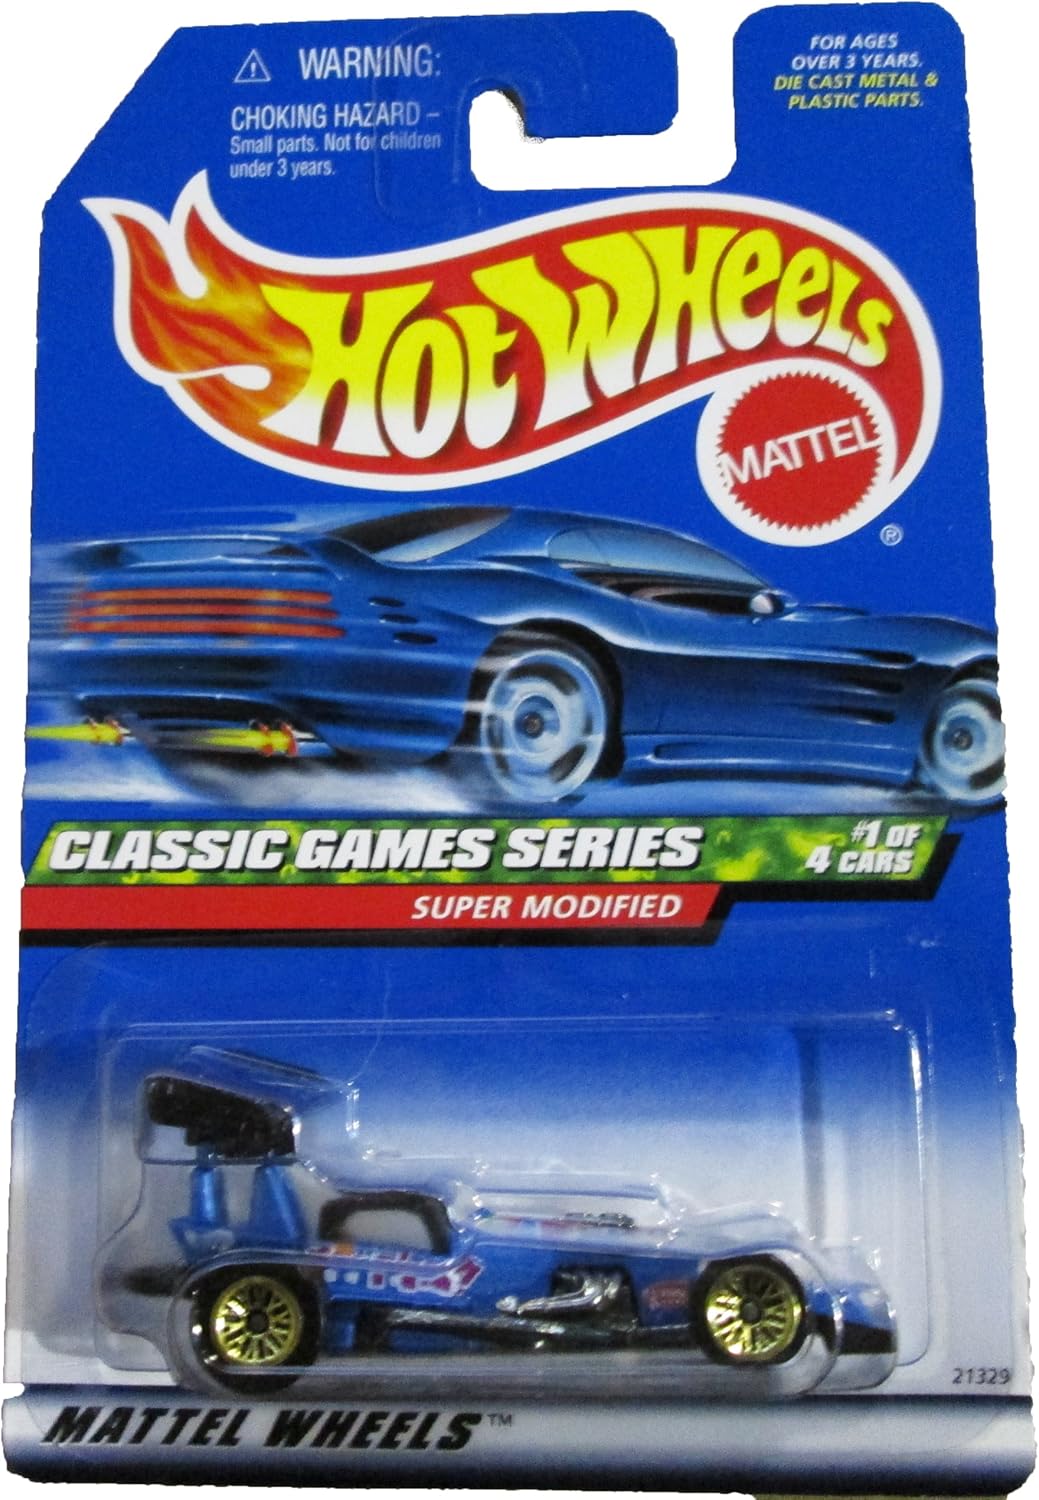 WARNING:
CHOKING HAZARD –
Small parts. Not for children
under 3 years.
FOR AGES
OVER 3 YEARS.
DIE CAST METAL &
PLASTIC PARTS.
HOT WHEELS
MATTEL
®
CLASSIC GAMES SERIES
#1 OF
4 CARS
SUPER MODIFIED
21329
MATTEL WHEELS™